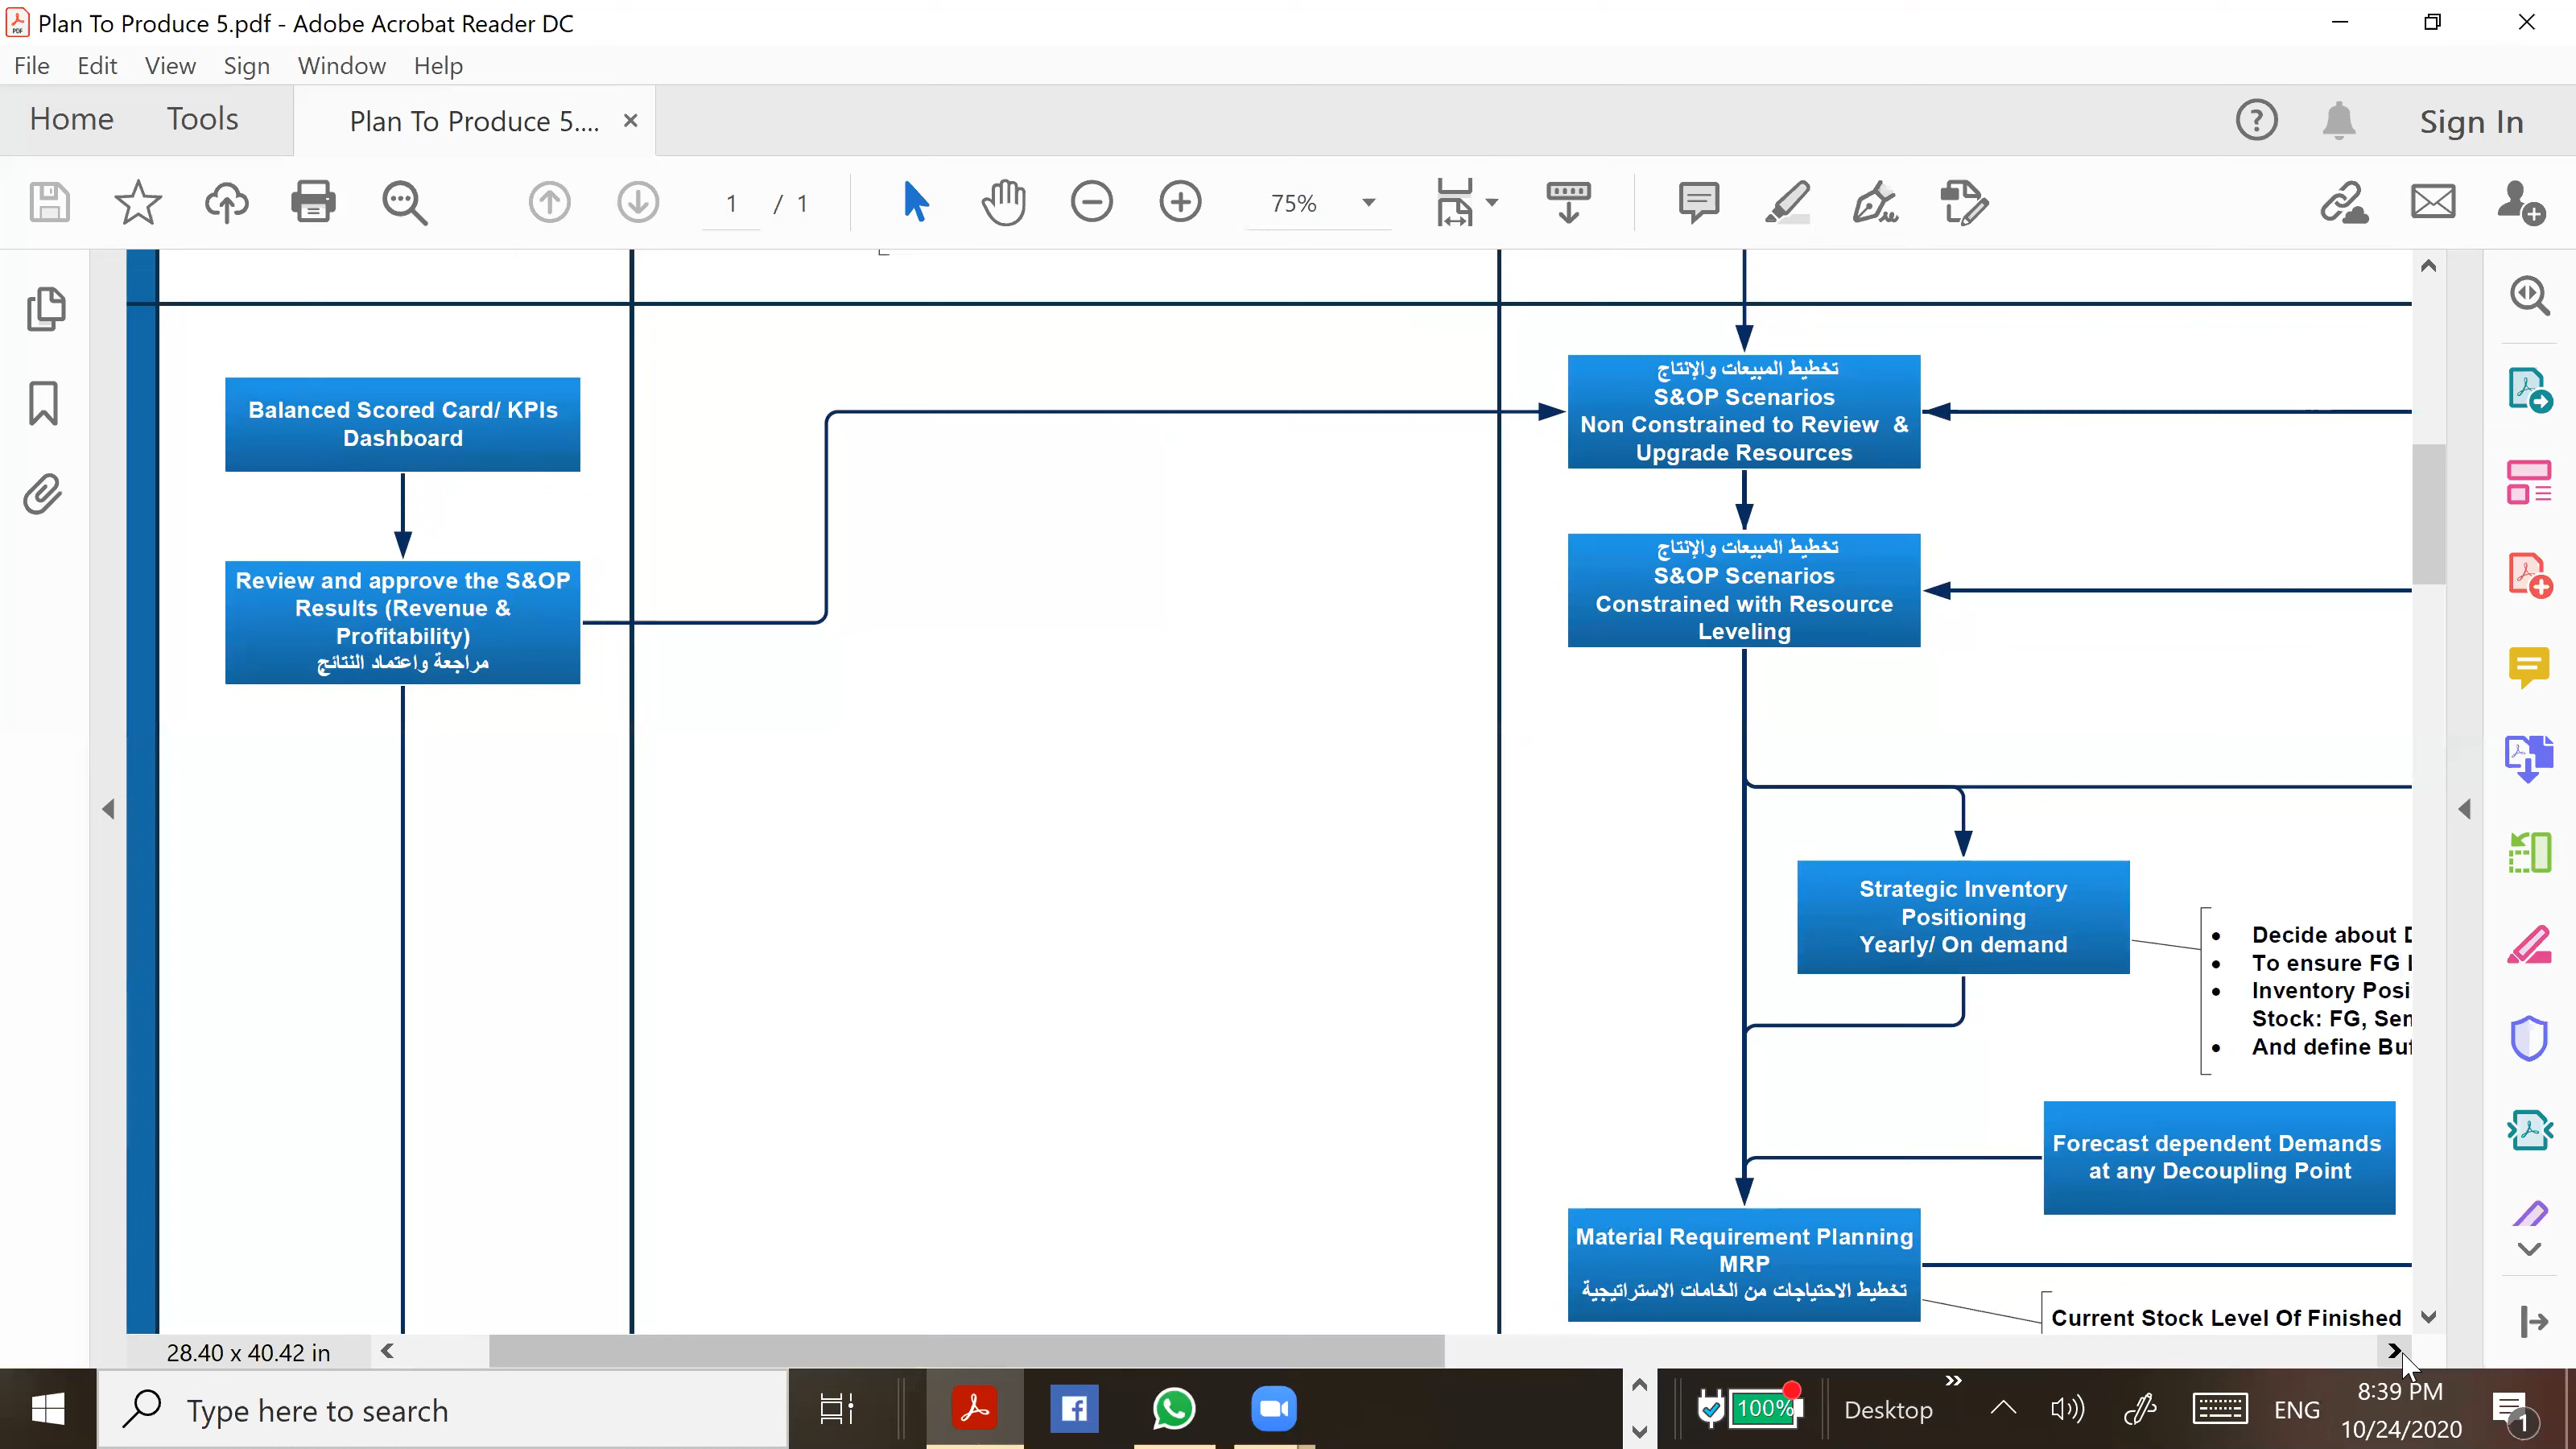 Plan To Produce 5.pdf - Adobe Acrobat Reader DC
File Edit View Sign Window Help
Home Tools Plan To Produce 5.... × Sign In
1 / 1 75%
Balanced Scored Card/ KPIs
Dashboard
Review and approve the S&OP
Results (Revenue &
Profitability)
مراجعة واعتماد النتائج
تخطيط المبيعات والإنتاج
S&OP Scenarios
Non Constrained to Review &
Upgrade Resources
تخطيط المبيعات والإنتاج
S&OP Scenarios
Constrained with Resource
Leveling
Strategic Inventory
Positioning
Yearly/ On demand
• Decide about
• To ensure FG
• Inventory Posi
Stock: FG, Sem
• And define Buf
Forecast dependent Demands
at any Decoupling Point
Material Requirement Planning
MRP
تخطيط الاحتياجات من الخامات الاستراتيجية
Current Stock Level Of Finished
28.40 x 40.42 in
Type here to search
100%
Desktop
ENG
8:39 PM
10/24/2020
1